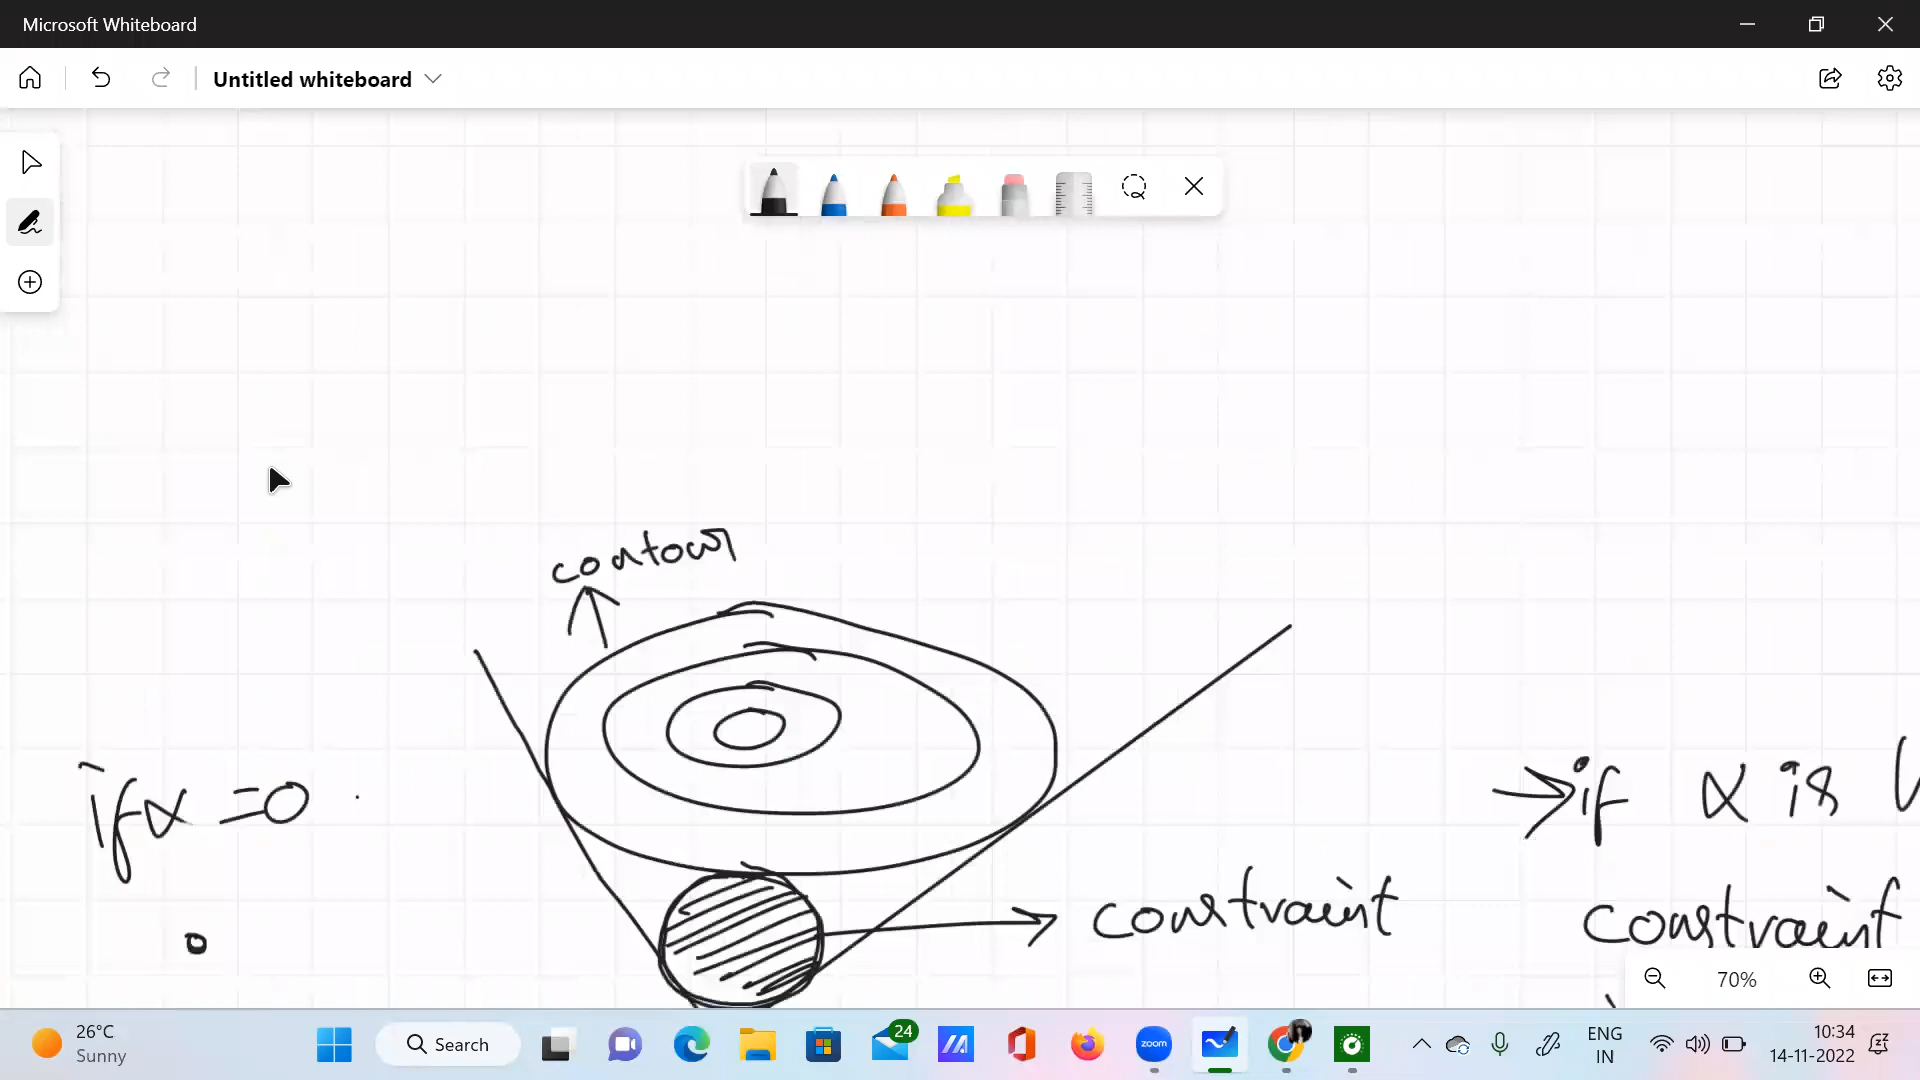 Microsoft Whiteboard
Untitled whiteboard
contour
if α = 0
→ if α is
constraint
constraint
70%
26°C
Sunny
Search
24
zoom
ENG
IN
10:34
14-11-2022